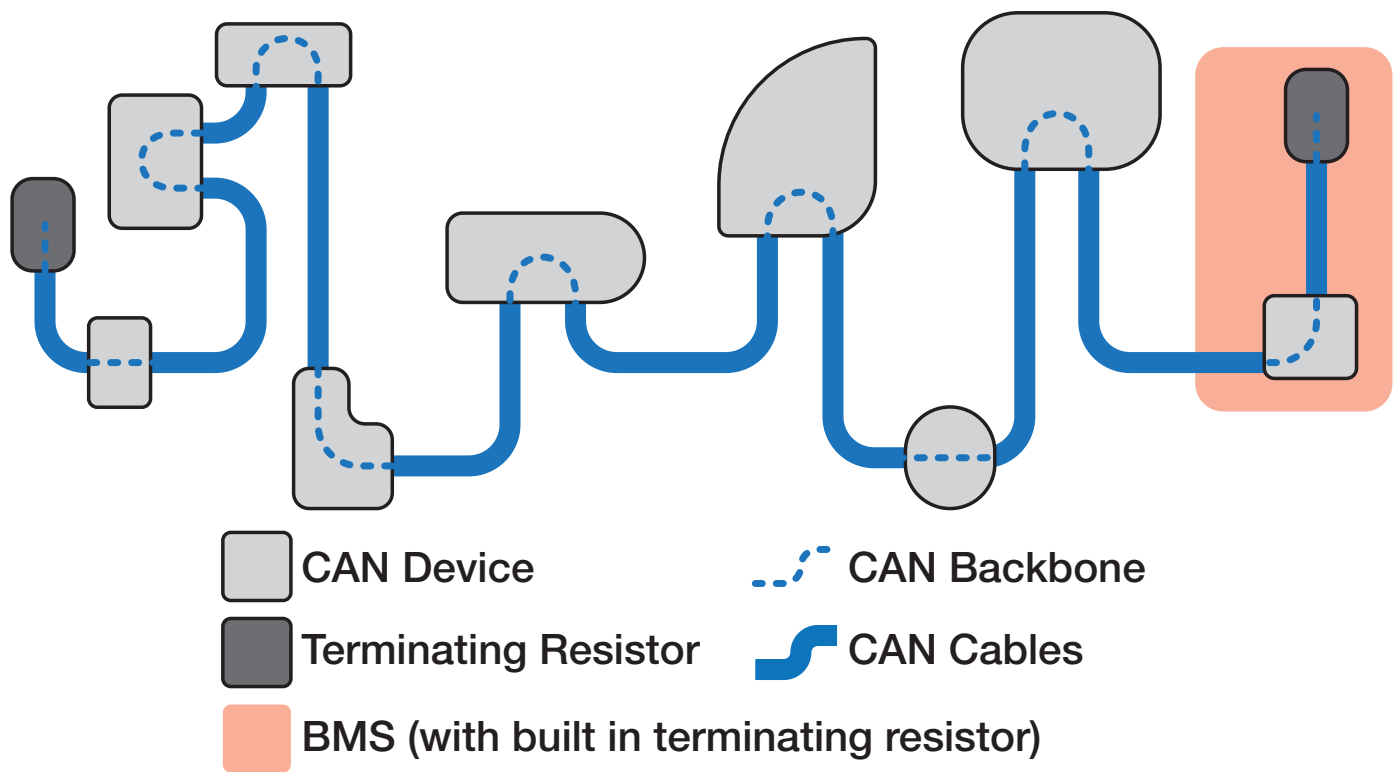 CAN Device
CAN Backbone
Terminating Resistor
CAN Cables
BMS (with built in terminating resistor)